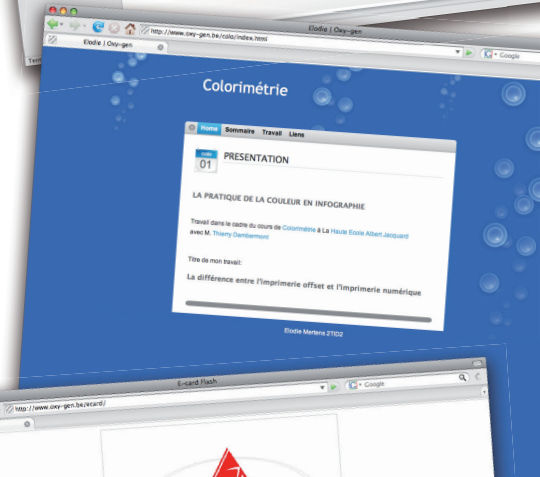 Elodie | Oxy-gen
http://www.oxy-gen.be/colo/index.html
Google
Elodie | Oxy-gen
Colorimétrie
Home Sommaire Travail Liens
01
PRESENTATION
LA PRATIQUE DE LA COULEUR EN INFOGRAPHIE
Travail dans le cadre du cours de Colorimétrie à La Haute Ecole Albert Jacquard
avec M. Thierry Dambermont
Titre de mon travail:
La différence entre l'imprimerie offset et l'imprimerie numérique
Elodie Mertens 2TID2
E-card Flash
http://www.oxy-gen.be/ecard/
Google